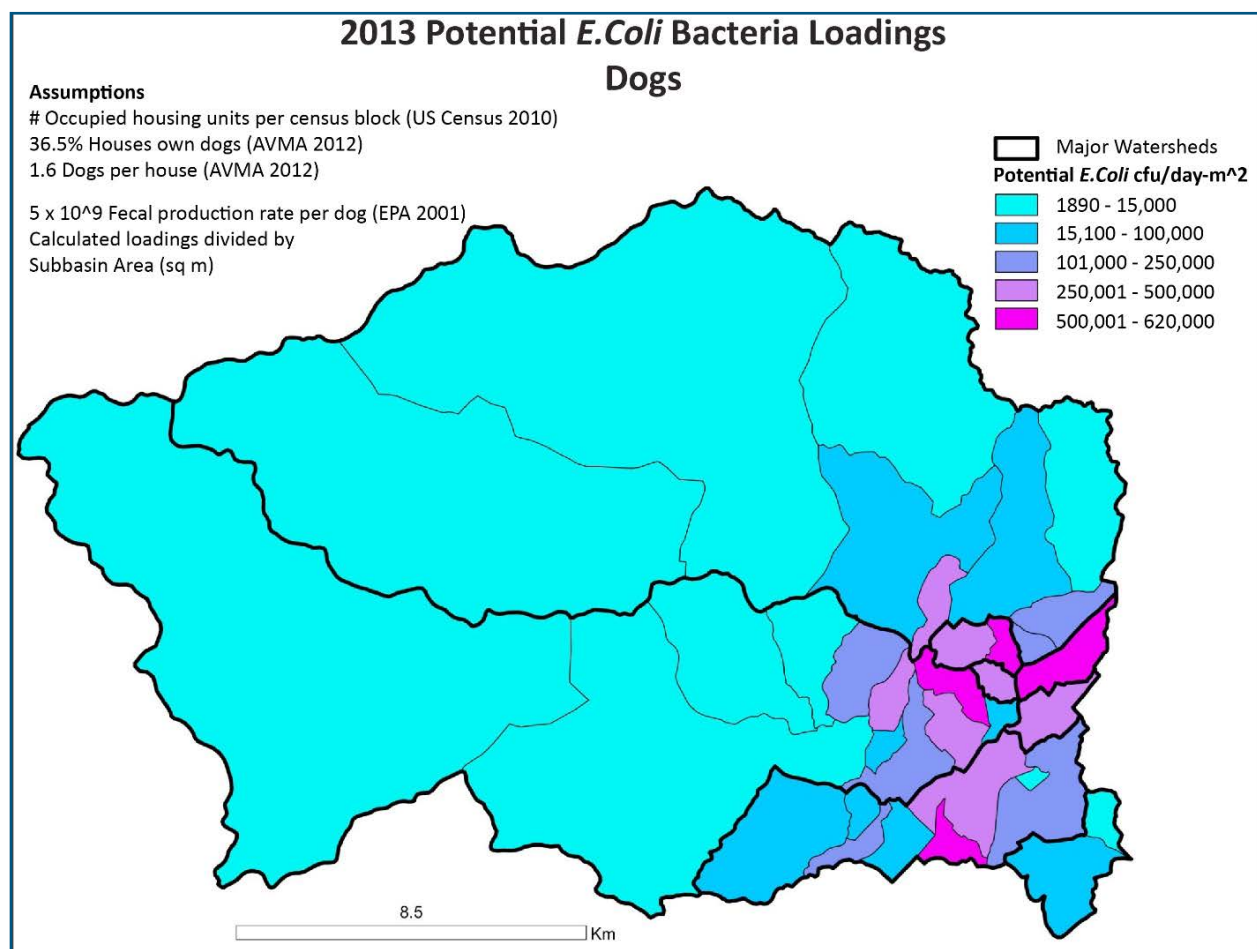 2013 Potential E.Coli Bacteria Loadings
Dogs
Assumptions
# Occupied housing units per census block (US Census 2010)
36.5% Houses own dogs (AVMA 2012)
1.6 Dogs per house (AVMA 2012)
5 x 10^9 Fecal production rate per dog (EPA 2001)
Calculated loadings divided by
Subbasin Area (sq m)
Major Watersheds
Potential E.Coli cfu/day-m^2
1890 - 15,000
15,100 - 100,000
101,000 - 250,000
250,001 - 500,000
500,001 - 620,000
8.5
Km